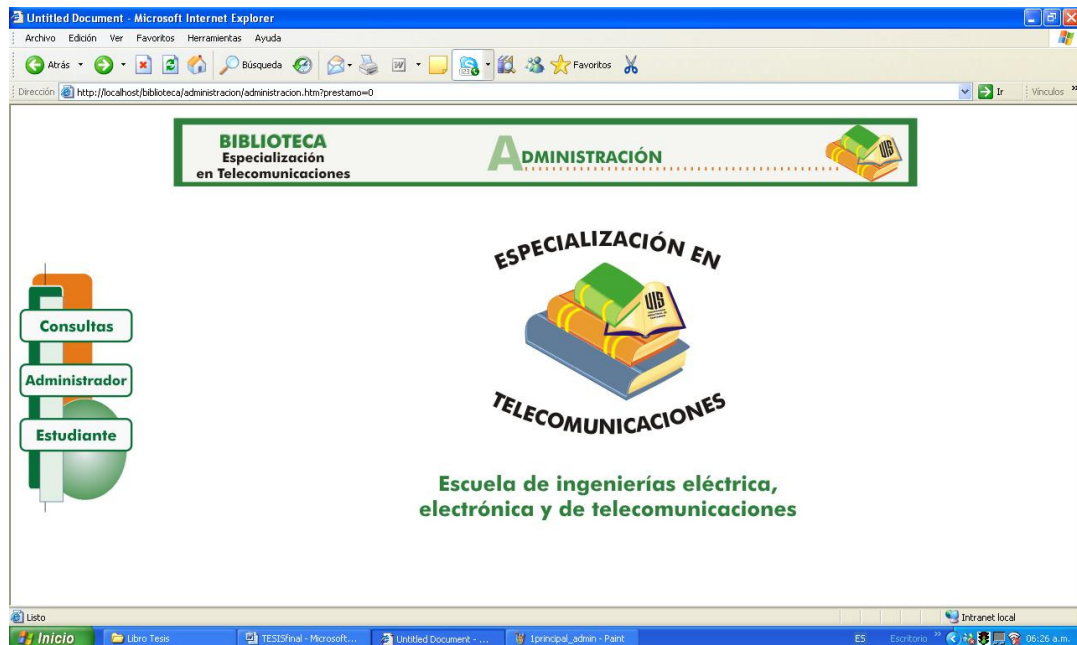 Untitled Document - Microsoft Internet Explorer
Archivo Edición Ver Favoritos Herramientas Ayuda
Atrás Búsqueda Favoritos
Dirección http://localhost/biblioteca/administracion/administracion.htm?prestamo=0 Ir Vínculos »
BIBLIOTECA
Especialización
en Telecomunicaciones
ADMINISTRACIÓN
UIS
ESPECIALIZACIÓN EN
UIS
TELECOMUNICACIONES
Consultas
Administrador
Estudiante
Escuela de ingenierías eléctrica,
electrónica y de telecomunicaciones
Listo Intranet local
Inicio Libro Tesis TESISfinal - Microsoft... Untitled Document - ... 1principal_admin - Paint ES Escritorio » 06:26 a.m.